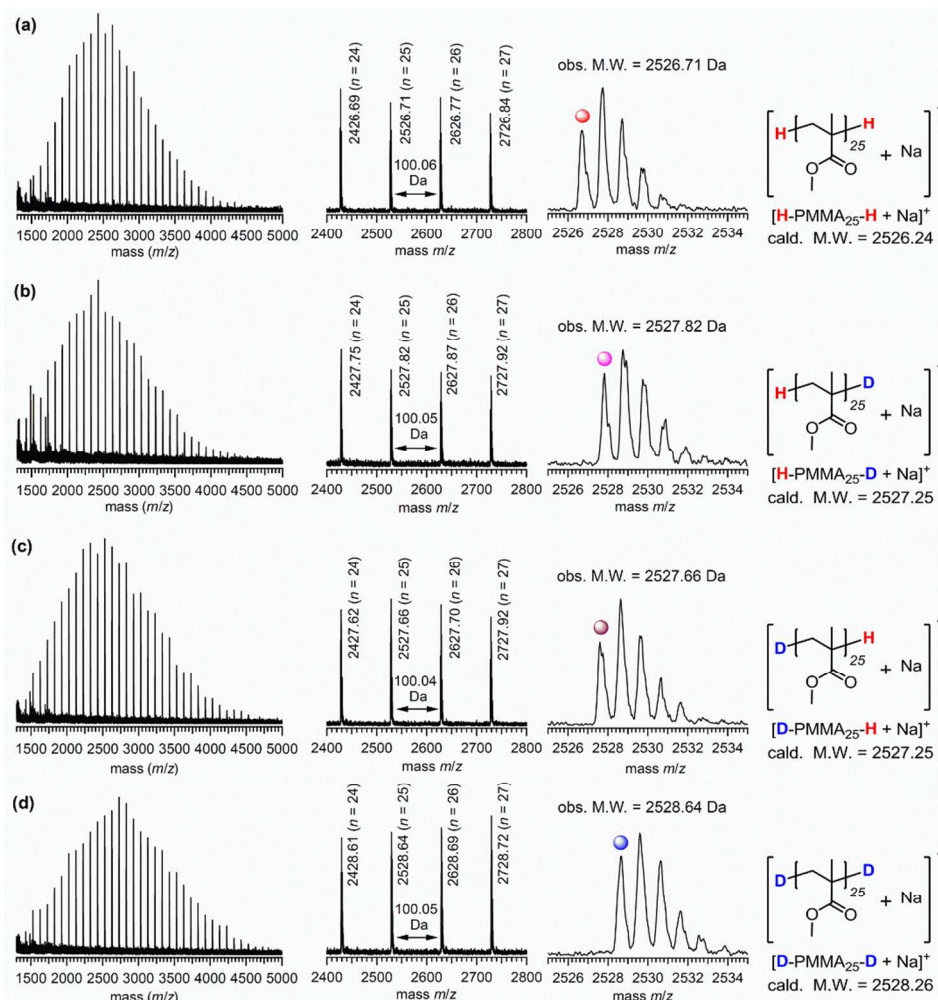 (a)
2426.69 (n = 24)
2526.71 (n = 25)
2626.77 (n = 26)
2726.84 (n = 27)
100.06
Da
1500 2000 2500 3000 3500 4000 4500 5000
mass (m/z)
2400 2500 2600 2700 2800
mass m/z
obs. M.W. = 2526.71 Da
2526 2528 2530 2532 2534
mass m/z
H
H
25
O
O
+ Na
+
[H-PMMA25-H + Na]+
cald. M.W. = 2526.24
(b)
2427.75 (n = 24)
2527.82 (n = 25)
2627.87 (n = 26)
2727.92 (n = 27)
100.05
Da
1500 2000 2500 3000 3500 4000 4500 5000
mass (m/z)
2400 2500 2600 2700 2800
mass m/z
obs. M.W. = 2527.82 Da
2526 2528 2530 2532 2534
mass m/z
H
D
25
O
O
+ Na
+
[H-PMMA25-D + Na]+
cald. M.W. = 2527.25
(c)
2427.62 (n = 24)
2527.66 (n = 25)
2627.70 (n = 26)
2727.92 (n = 27)
100.04
Da
1500 2000 2500 3000 3500 4000 4500 5000
mass (m/z)
2400 2500 2600 2700 2800
mass m/z
obs. M.W. = 2527.66 Da
2526 2528 2530 2532 2534
mass m/z
D
H
25
O
O
+ Na
+
[D-PMMA25-H + Na]+
cald. M.W. = 2527.25
(d)
2428.61 (n = 24)
2528.64 (n = 25)
2628.69 (n = 26)
2728.72 (n = 27)
100.05
Da
1500 2000 2500 3000 3500 4000 4500 5000
mass (m/z)
2400 2500 2600 2700 2800
mass m/z
obs. M.W. = 2528.64 Da
2526 2528 2530 2532 2534
mass m/z
D
D
25
O
O
+ Na
+
[D-PMMA25-D + Na]+
cald. M.W. = 2528.26